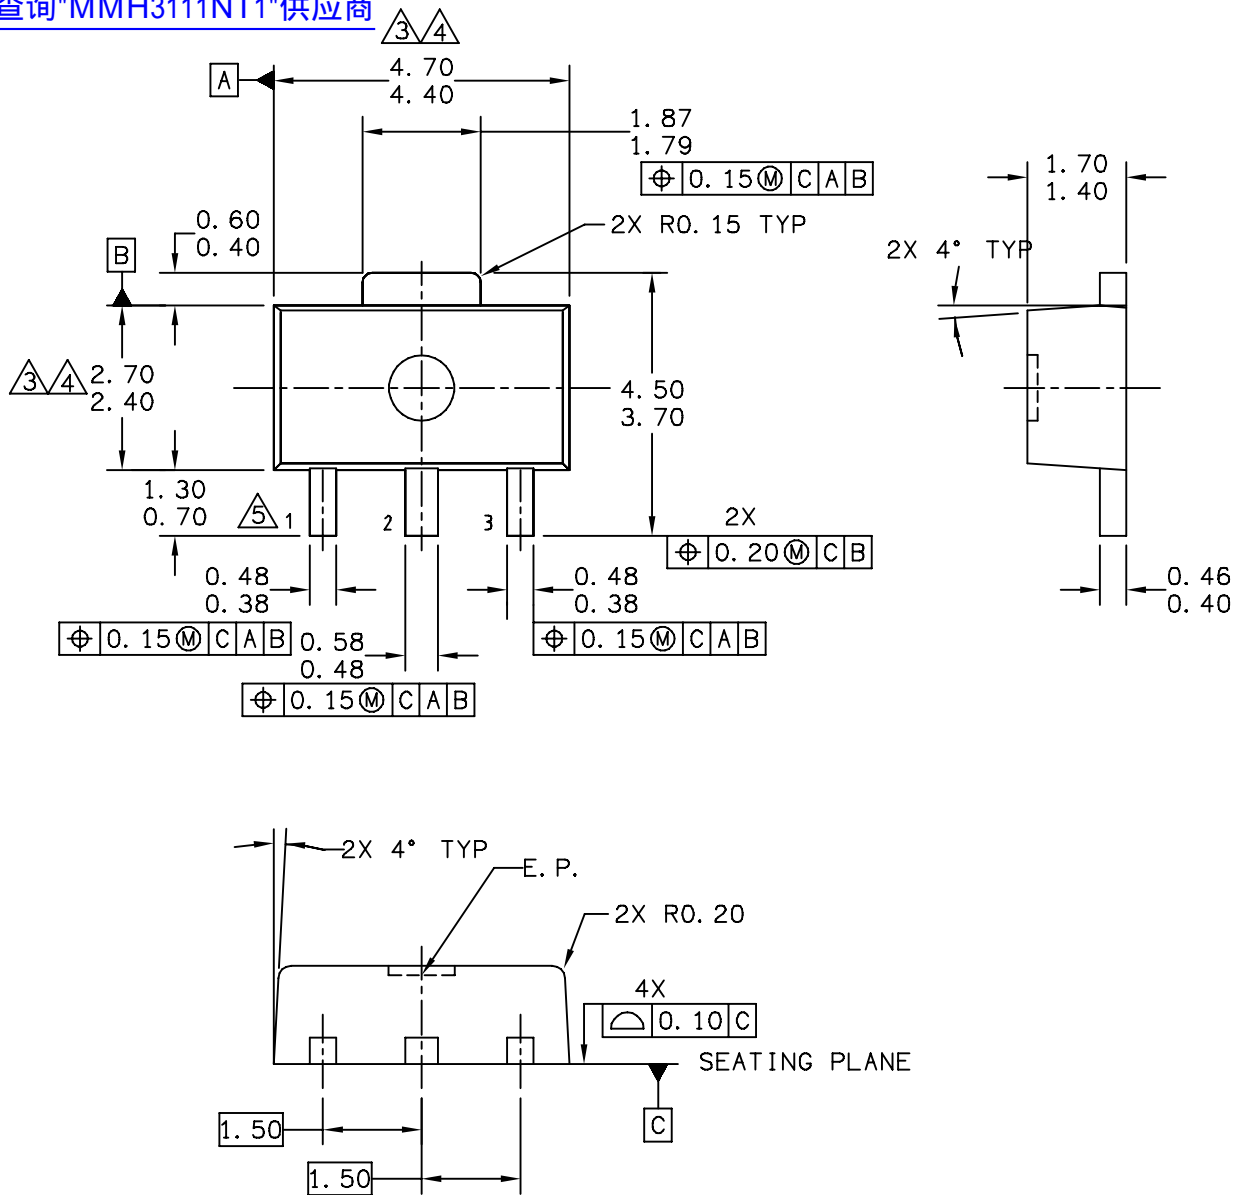 查询"MMH3111NT1"供应商
3 4
A
4.70
4.40
1.87
1.79
⌖ 0.15 Ⓜ C A B
2X R0.15 TYP
0.60
0.40
B
3 4
2.70
2.40
4.50
3.70
1.30
0.70
5
1
2
3
2X
⌖ 0.20 Ⓜ C B
0.48
0.38
⌖ 0.15 Ⓜ C A B
0.58
0.48
⌖ 0.15 Ⓜ C A B
0.48
0.38
⌖ 0.15 Ⓜ C A B
1.70
1.40
2X 4° TYP
0.46
0.40
2X 4° TYP
E.P.
2X R0.20
4X
⌓ 0.10 C
SEATING PLANE
C
1.50
1.50